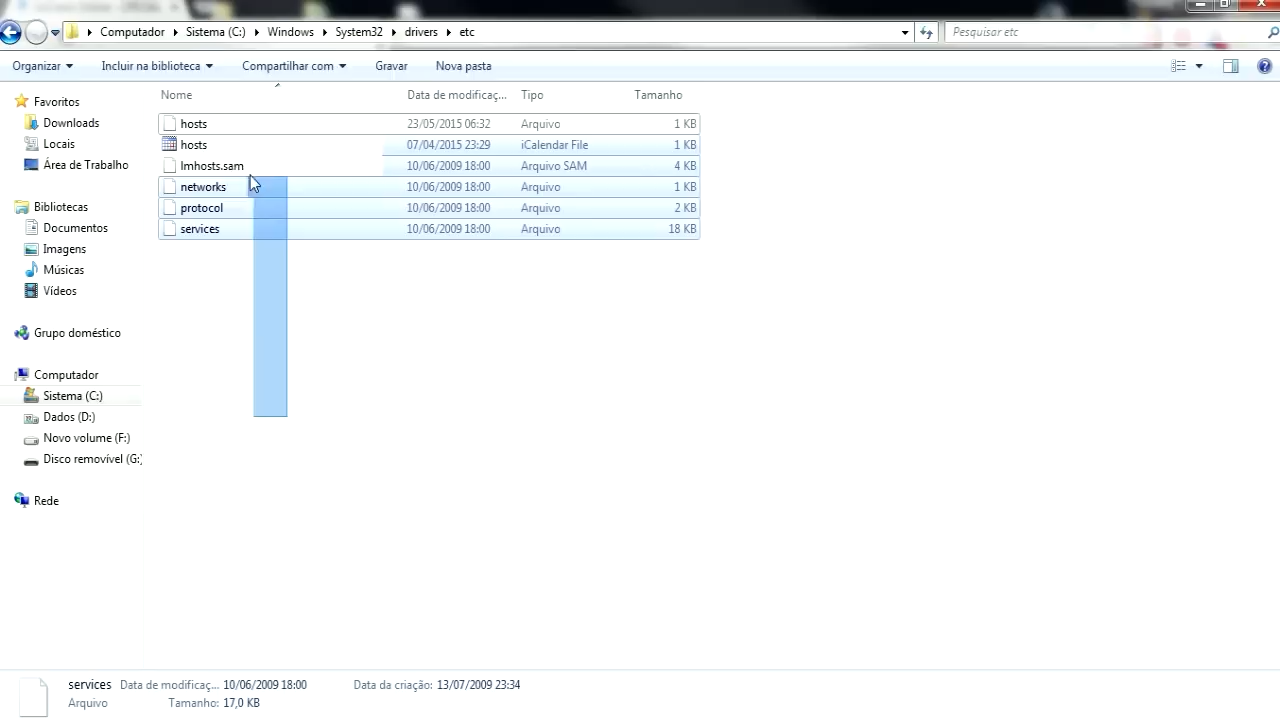 Computador Sistema (C:) Windows System32 drivers etc Pesquisar etc
Organizar Incluir na biblioteca Compartilhar com Gravar Nova pasta
Nome Data de modificaç... Tipo Tamanho
hosts 23/05/2015 06:32 Arquivo 1 KB
hosts 07/04/2015 23:29 iCalendar File 1 KB
lmhosts.sam 10/06/2009 18:00 Arquivo SAM 4 KB
networks 10/06/2009 18:00 Arquivo 1 KB
protocol 10/06/2009 18:00 Arquivo 2 KB
services 10/06/2009 18:00 Arquivo 18 KB
Favoritos
Downloads
Locais
Área de Trabalho
Bibliotecas
Documentos
Imagens
Músicas
Vídeos
Grupo doméstico
Computador
Sistema (C:)
Dados (D:)
Novo volume (F:)
Disco removível (G:)
Rede
services Data de modificaç... 10/06/2009 18:00 Data da criação: 13/07/2009 23:34
Arquivo Tamanho: 17,0 KB